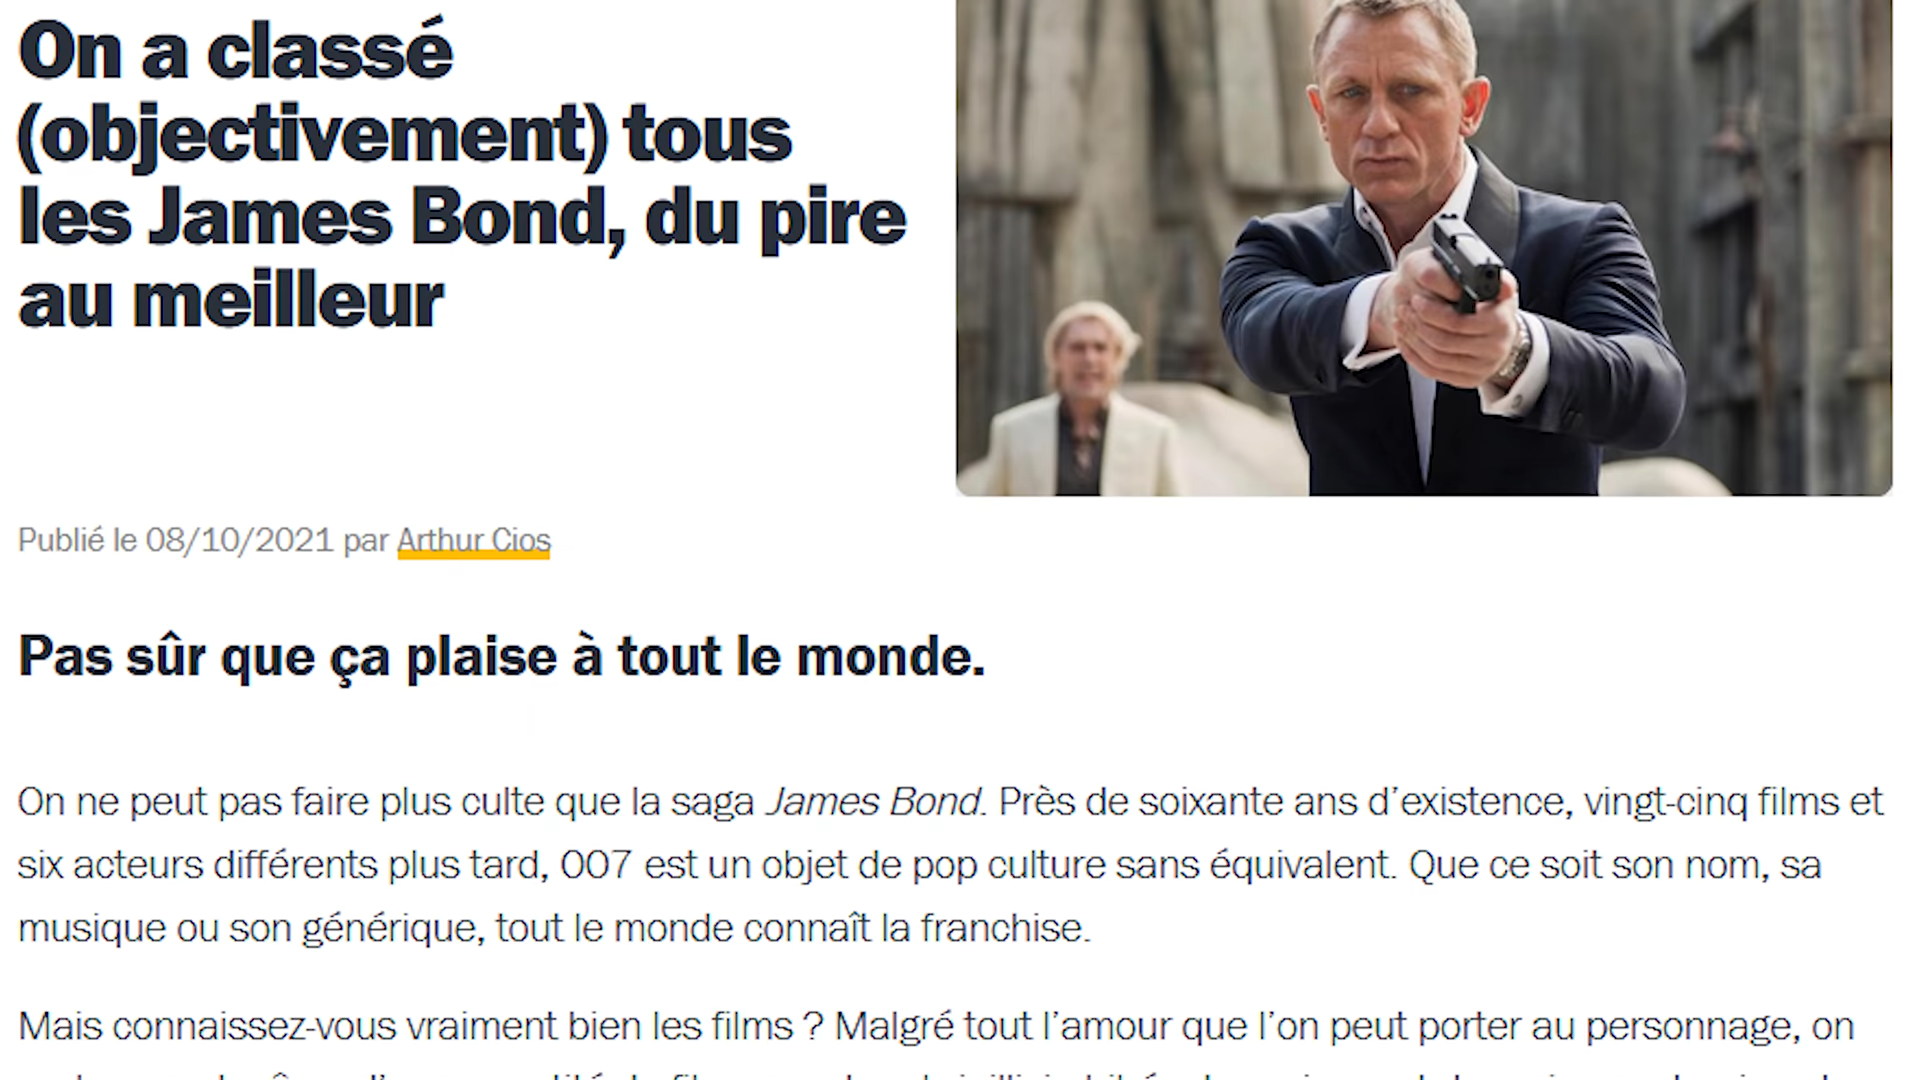 On a classé
(objectivement) tous
les James Bond, du pire
au meilleur
Publié le 08/10/2021 par Arthur Cios
Pas sûr que ça plaise à tout le monde.
On ne peut pas faire plus culte que la saga James Bond. Près de soixante ans d’existence, vingt-cinq films et
six acteurs différents plus tard, 007 est un objet de pop culture sans équivalent. Que ce soit son nom, sa
musique ou son générique, tout le monde connaît la franchise.
Mais connaissez-vous vraiment bien les films ? Malgré tout l’amour que l’on peut porter au personnage, on